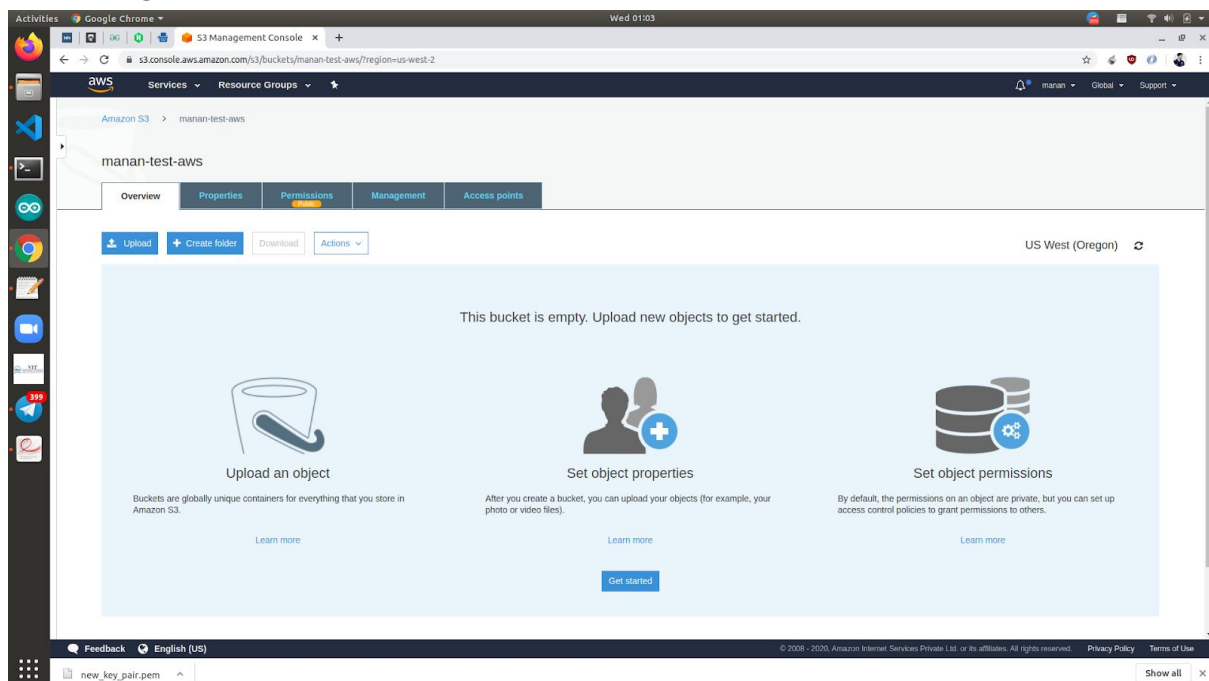 Activities Google Chrome Wed 01:03
S3 Management Console
s3.console.aws.amazon.com/s3/buckets/manan-test-aws/?region=us-west-2
aws Services Resource Groups manan Global Support
Amazon S3 > manan-test-aws
manan-test-aws
Overview Properties Permissions Management Access points
Public
Upload Create folder Download Actions US West (Oregon)
This bucket is empty. Upload new objects to get started.
Upload an object
Buckets are globally unique containers for everything that you store in
Amazon S3.
Learn more
Set object properties
After you create a bucket, you can upload your objects (for example, your
photo or video files).
Learn more
Set object permissions
By default, the permissions on an object are private, but you can set up
access control policies to grant permissions to others.
Learn more
Get started
399
Feedback English (US) © 2008 - 2020, Amazon Internet Services Private Ltd. or its affiliates. All rights reserved. Privacy Policy Terms of Use
new_key_pair.pem Show all